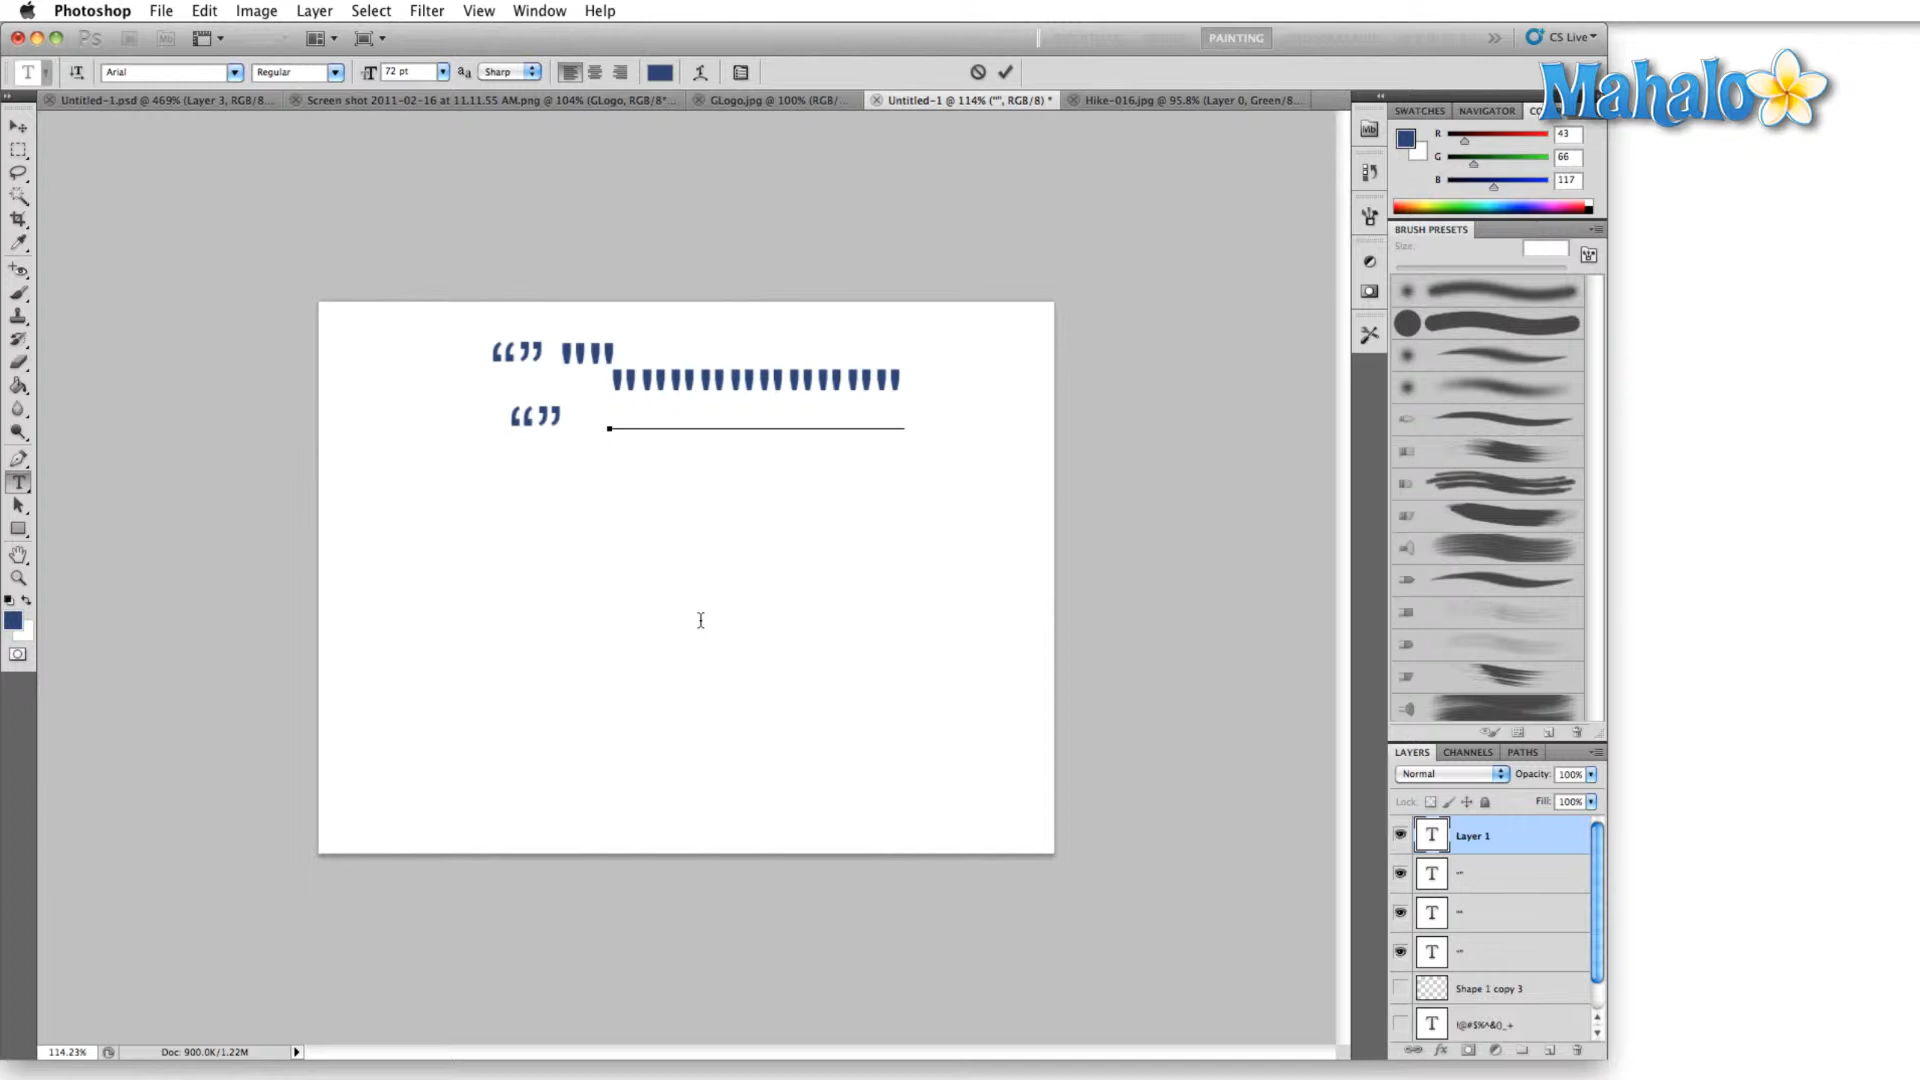 Photoshop File Edit Image Layer Select Filter View Window Help
Ps Mb PAINTING CS Live
T Arial Regular T 72 pt aa Sharp
Untitled-1.psd @ 469% (Layer 3, RGB/8... Screen shot 2011-02-16 at 11.11.55 AM.png @ 104% (GLogo, RGB/8*... GLogo.jpg @ 100% (RGB/... Untitled-1 @ 114% ("", RGB/8) * Hike-016.jpg @ 95.8% (Layer 0, Green/8...
Mahalo
SWATCHES NAVIGATOR
Mb
R 43
G 66
B 117
BRUSH PRESETS
Size:
“” """"
""""""""""""""""""""
“”
LAYERS CHANNELS PATHS
Normal Opacity: 100%
Lock: Fill: 100%
T Layer 1
T “”
T ""
T “”
Shape 1 copy 3
T !@#$%^&()_+
114.23% Doc: 900.0K/1.22M